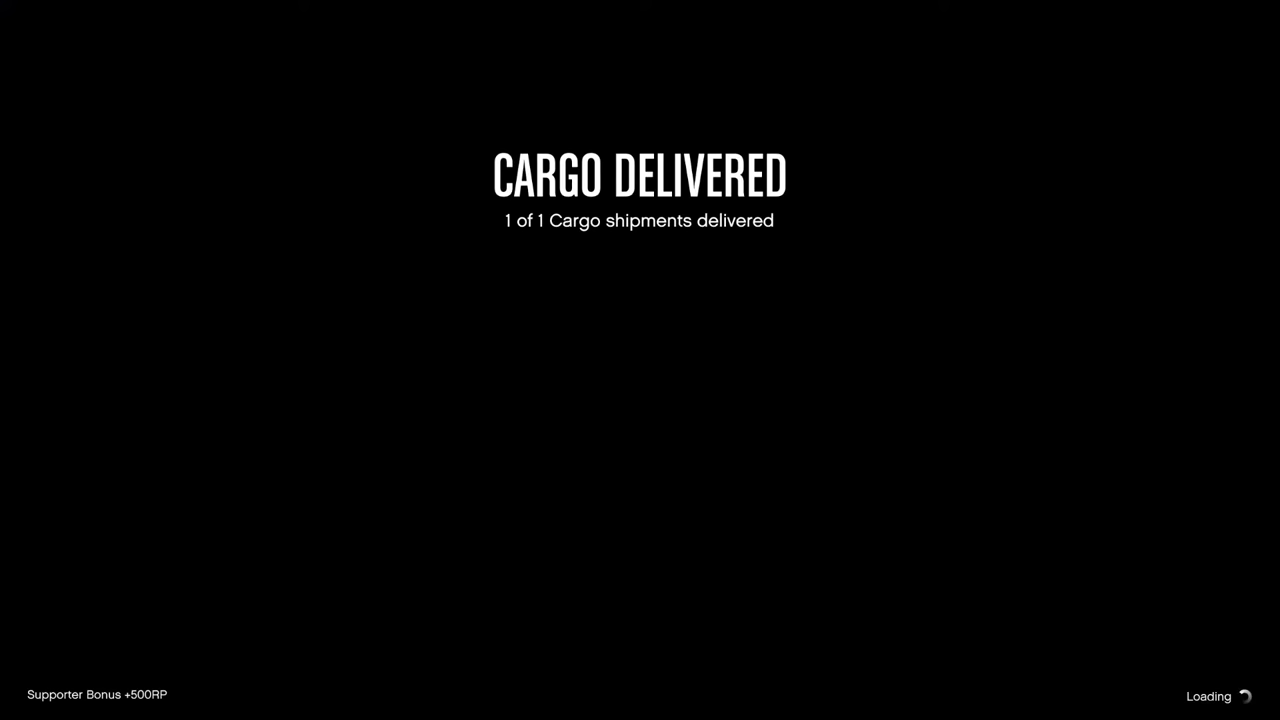 CARGO DELIVERED
1 of 1 Cargo shipments delivered
Supporter Bonus +500RP
Loading